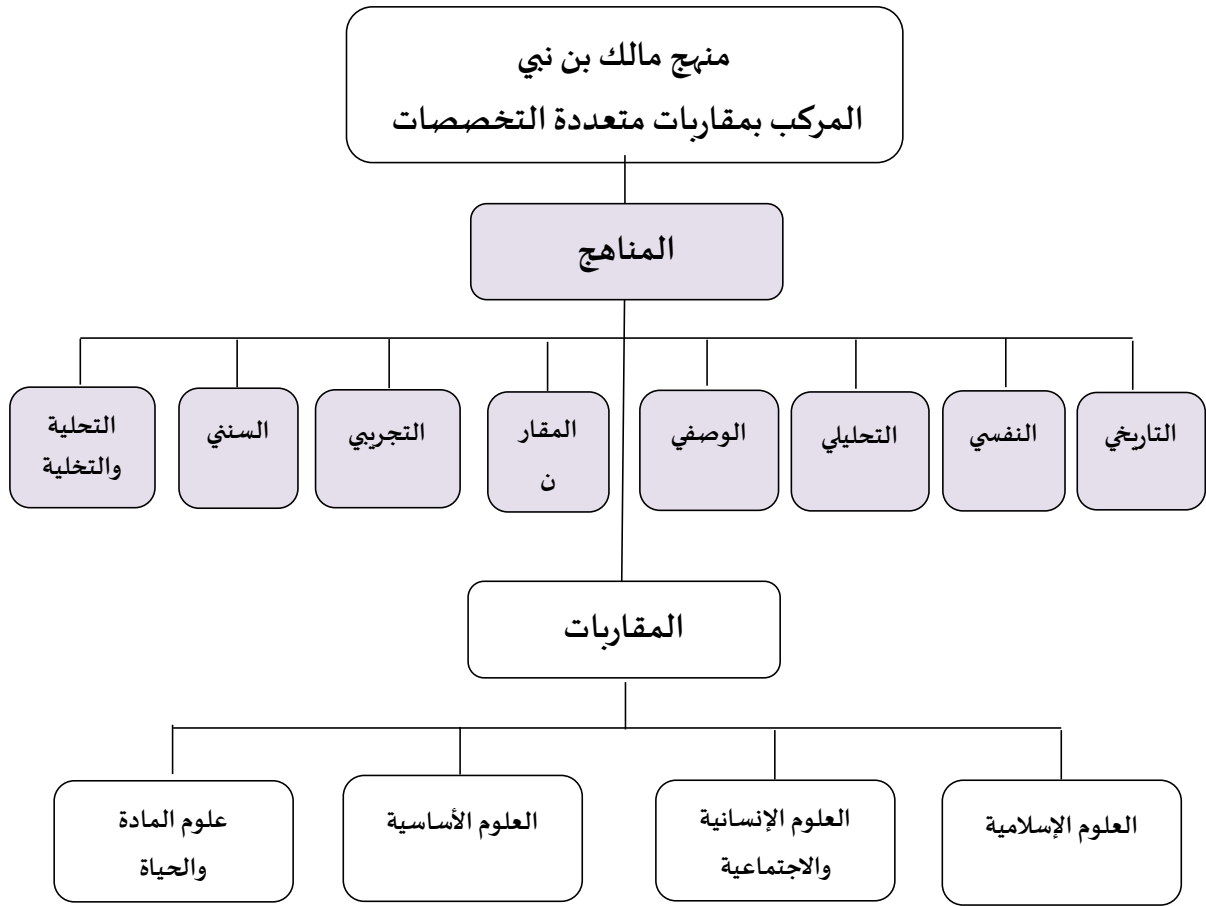 منهج مالك بن نبي
المركب بمقاربات متعددة التخصصات
المناهج
التاريخي
النفسي
التحليلي
الوصفي
المقار
ن
التجريبي
السنني
التحلية
والتخلية
المقاربات
العلوم الإسلامية
العلوم الإنسانية
والاجتماعية
العلوم الأساسية
علوم المادة
والحياة